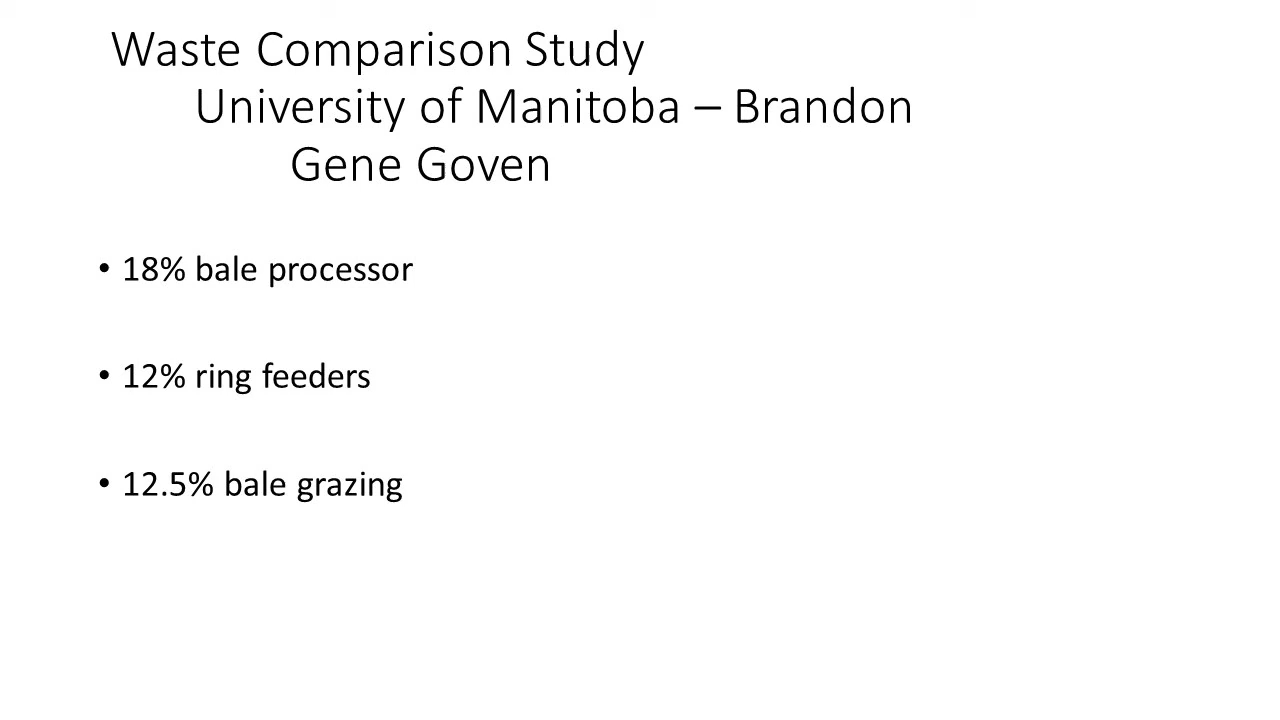 Waste Comparison Study
University of Manitoba – Brandon
Gene Goven
• 18% bale processor
• 12% ring feeders
• 12.5% bale grazing